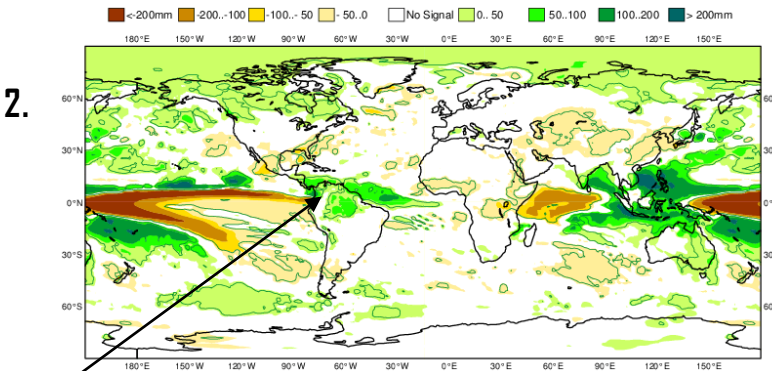 <-200mm -200..-100 -100..- 50 - 50..0 No Signal 0.. 50 50..100 100..200 > 200mm
180°E 150°W 120°W 90°W 60°W 30°W 0°E 30°E 60°E 90°E 120°E 150°E
2.
60°N 60°N
30°N 30°N
0°N 0°N
30°S 30°S
60°S 60°S
180°E 150°W 120°W 90°W 60°W 30°W 0°E 30°E 60°E 90°E 120°E 150°E